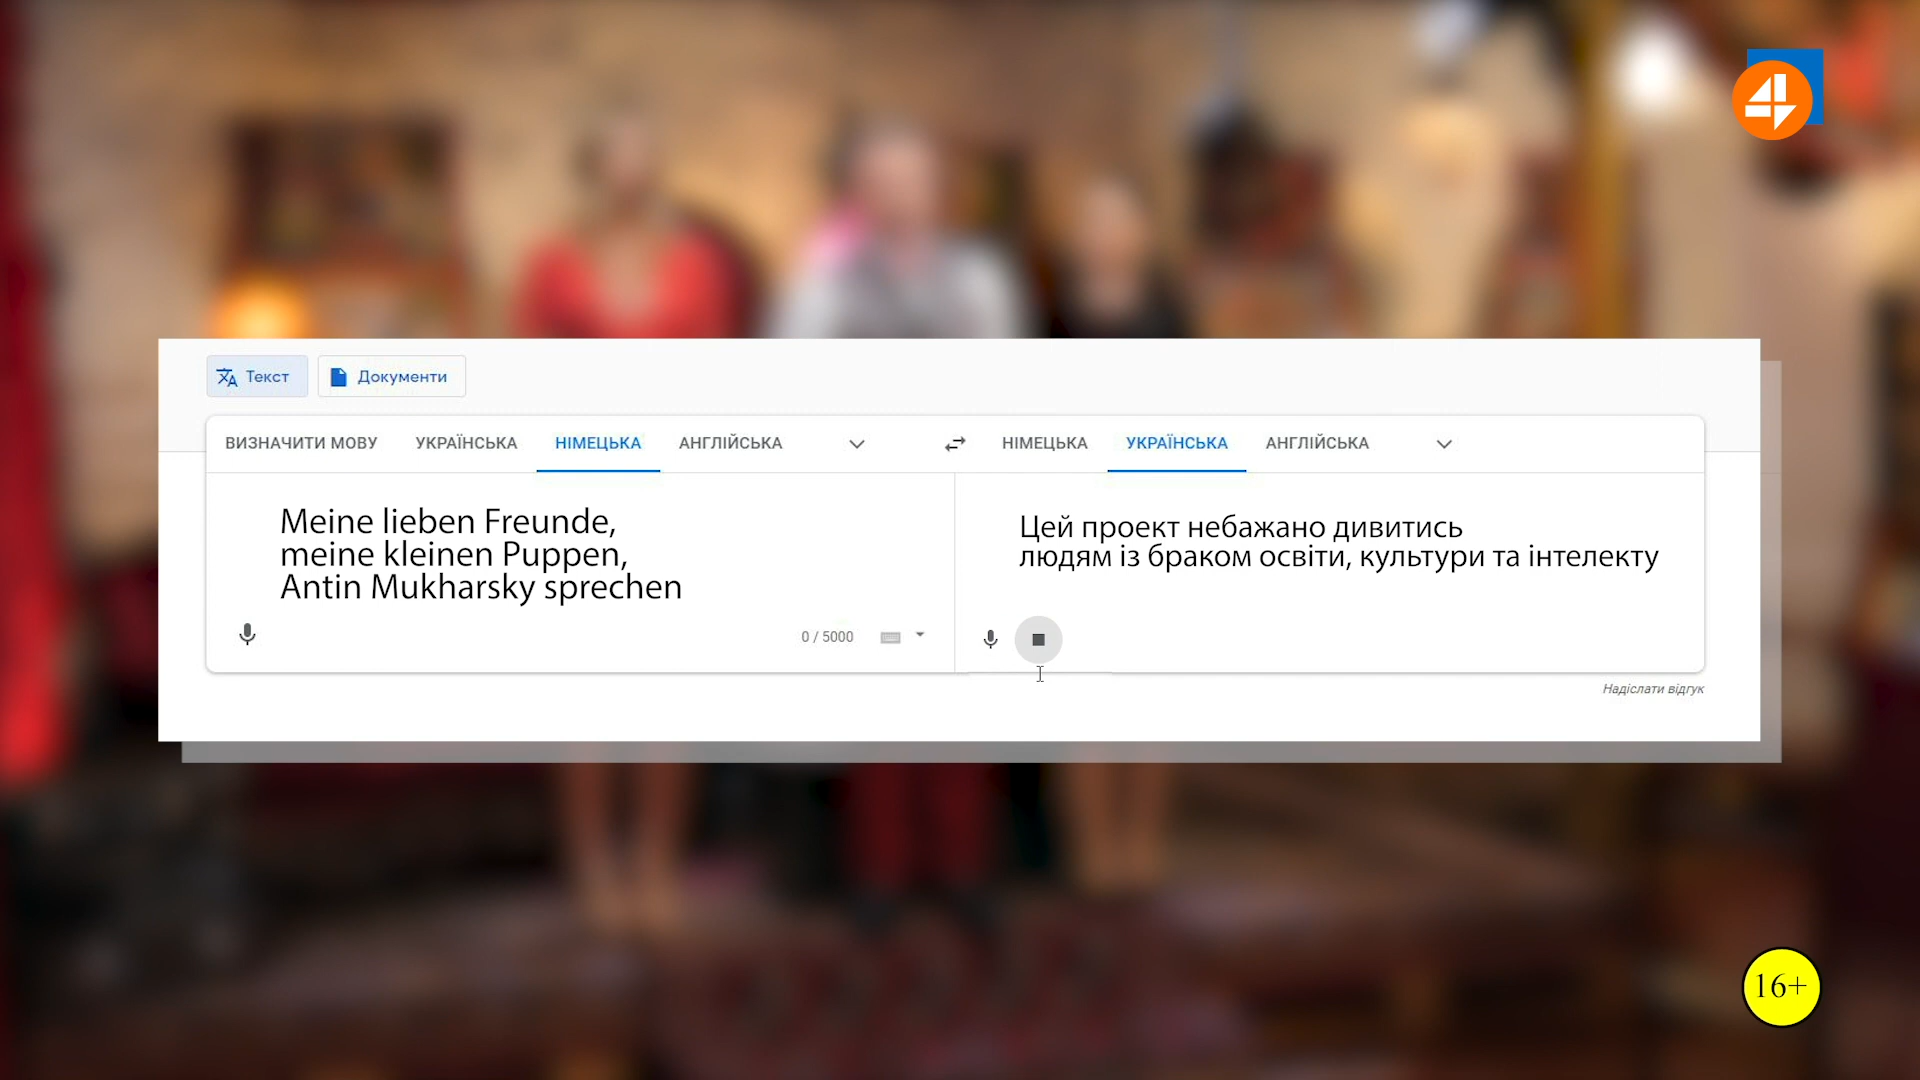 4
Текст
Документи
ВИЗНАЧИТИ МОВУ УКРАЇНСЬКА НІМЕЦЬКА АНГЛІЙСЬКА
НІМЕЦЬКА УКРАЇНСЬКА АНГЛІЙСЬКА
Meine lieben Freunde,
meine kleinen Puppen,
Antin Mukharsky sprechen
0 / 5000
Цей проект небажано дивитись
людям із браком освіти, культури та інтелекту
Надіслати відгук
16+